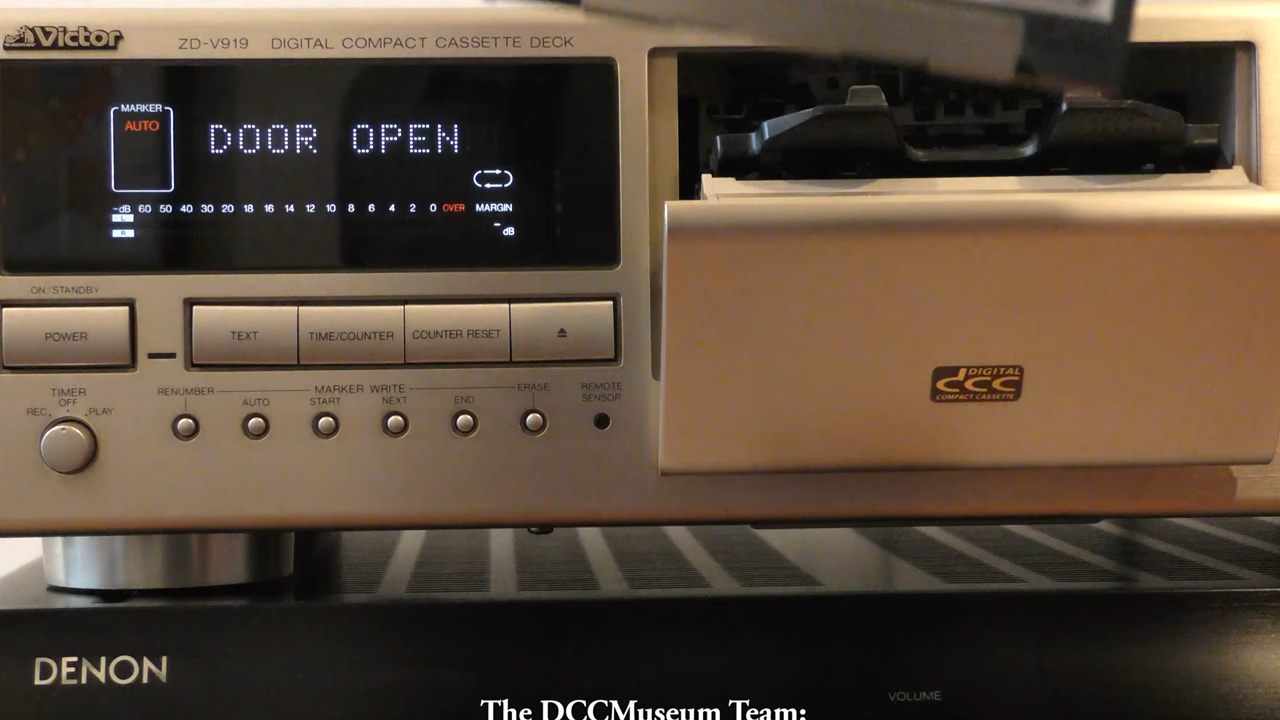 Victor
ZD-V919 DIGITAL COMPACT CASSETTE DECK
MARKER
AUTO
DOOR OPEN
-dB 60 50 40 30 20 18 16 14 12 10 8 6 4 2 0 OVER MARGIN
L
R
- dB
ON/STANDBY
POWER
TEXT
TIME/COUNTER
COUNTER RESET
TIMER
OFF
REC
PLAY
RENUMBER
MARKER WRITE
ERASE
AUTO
START
NEXT
END
REMOTE
SENSOR
DIGITAL
dcc
COMPACT CASSETTE
DENON
VOLUME
The DCCMuseum Team: